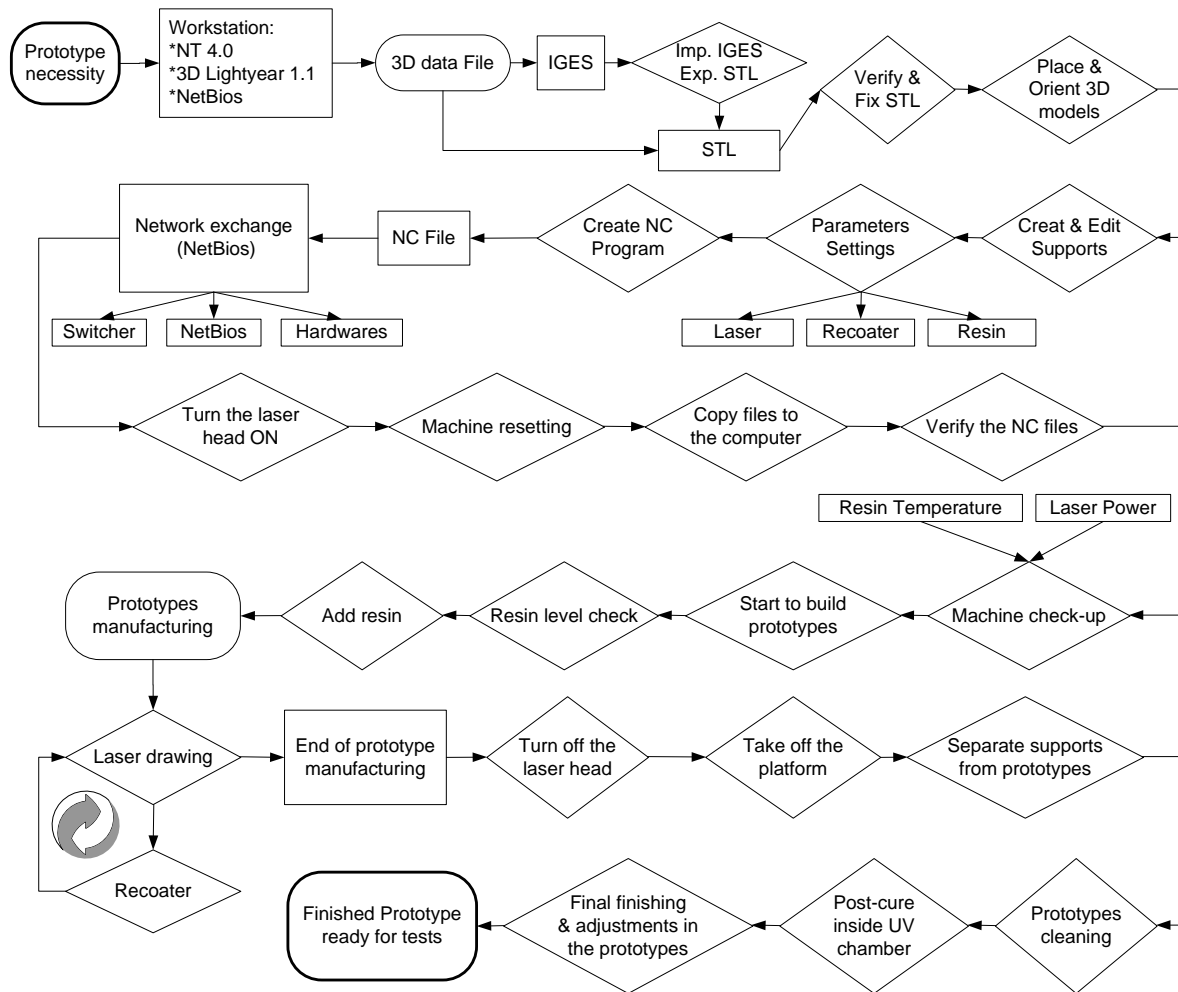 Prototype
necessity
Workstation:
*NT 4.0
*3D Lightyear 1.1
*NetBios
3D data File
IGES
Imp. IGES
Exp. STL
STL
Verify &
Fix STL
Place &
Orient 3D
models
Network exchange
(NetBios)
NC File
Create NC
Program
Parameters
Settings
Creat & Edit
Supports
Switcher
NetBios
Hardwares
Laser
Recoater
Resin
Turn the laser
head ON
Machine resetting
Copy files to
the computer
Verify the NC files
Resin Temperature
Laser Power
Prototypes
manufacturing
Add resin
Resin level check
Start to build
prototypes
Machine check-up
Laser drawing
End of prototype
manufacturing
Turn off the
laser head
Take off the
platform
Separate supports
from prototypes
Recoater
Finished Prototype
ready for tests
Final finishing
& adjustments in
the prototypes
Post-cure
inside UV
chamber
Prototypes
cleaning